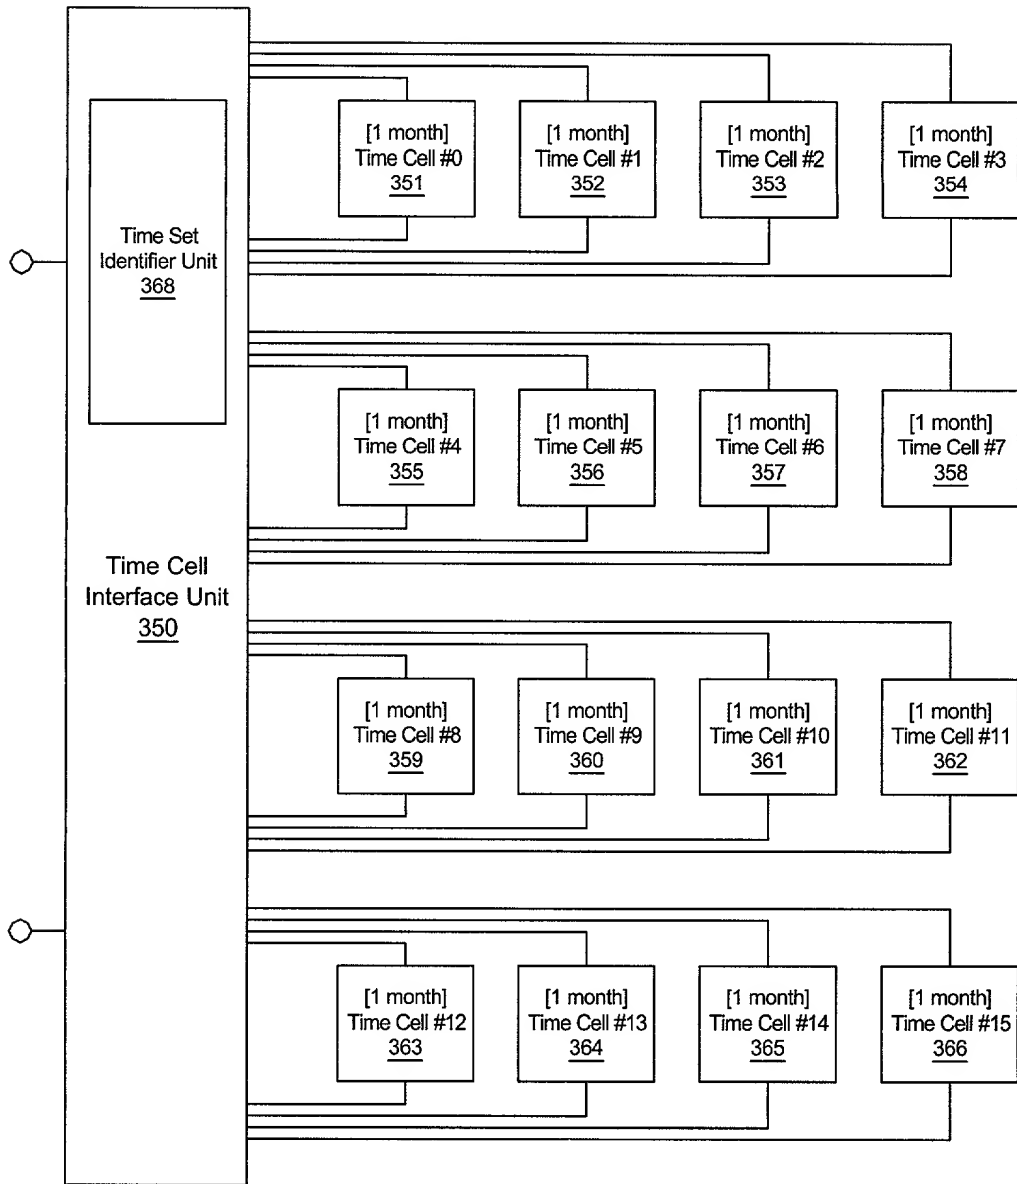 [1 month]
Time Cell #0
351
[1 month]
Time Cell #1
352
[1 month]
Time Cell #2
353
[1 month]
Time Cell #3
354
Time Set
Identifier Unit
368
[1 month]
Time Cell #4
355
[1 month]
Time Cell #5
356
[1 month]
Time Cell #6
357
[1 month]
Time Cell #7
358
Time Cell
Interface Unit
350
[1 month]
Time Cell #8
359
[1 month]
Time Cell #9
360
[1 month]
Time Cell #10
361
[1 month]
Time Cell #11
362
[1 month]
Time Cell #12
363
[1 month]
Time Cell #13
364
[1 month]
Time Cell #14
365
[1 month]
Time Cell #15
366